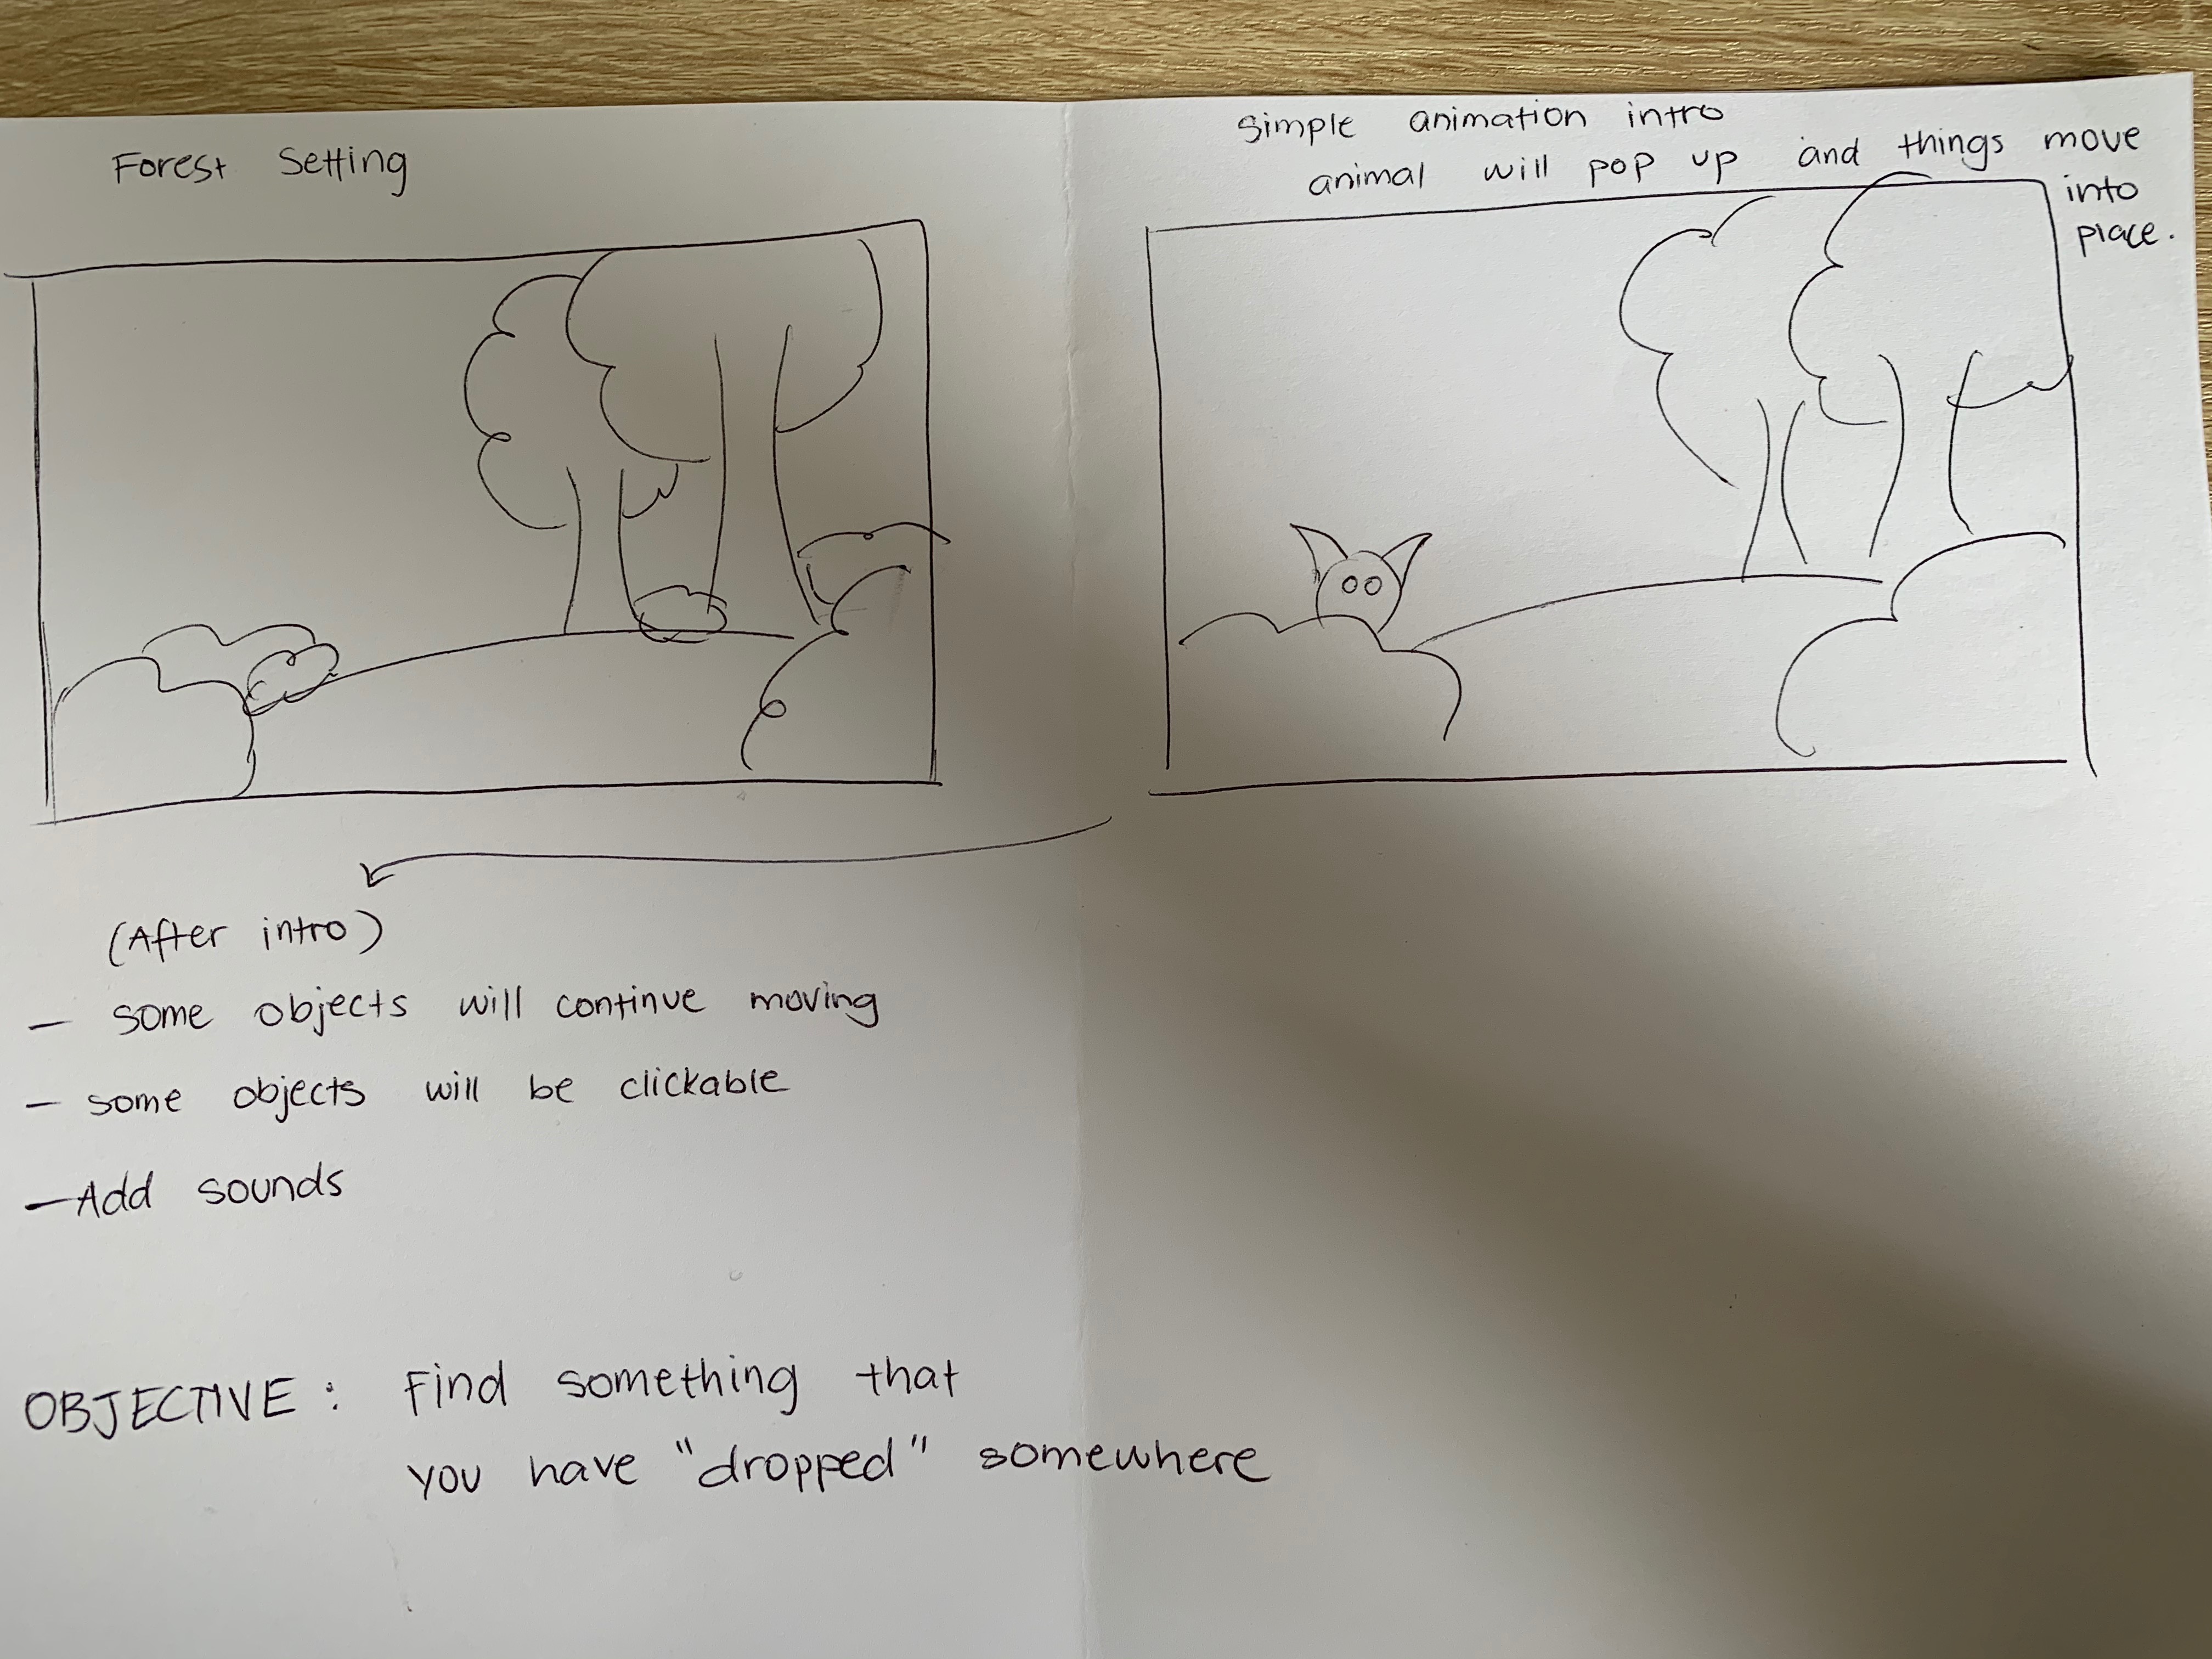 Forest Setting
Simple animation intro
animal will pop up and things move
into
place.
(After intro)
- some objects will continue moving
- some objects will be clickable
- Add sounds
OBJECTIVE : Find something that
you have "dropped" somewhere